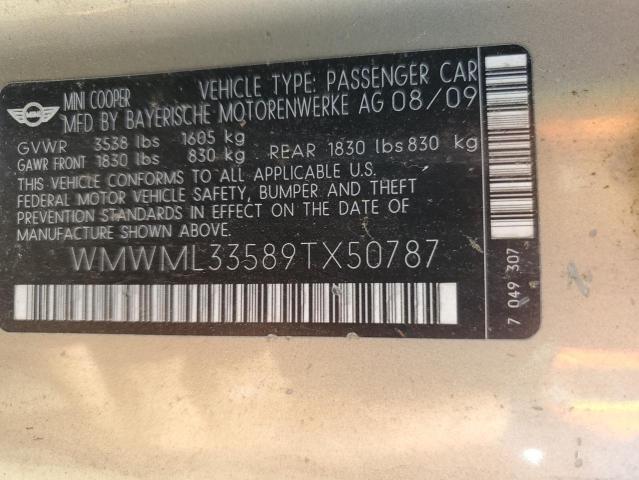 MINI
MINI COOPER VEHICLE TYPE: PASSENGER CAR
MFD BY BAYERISCHE MOTORENWERKE AG 08/09
GVWR 3538 lbs 1605 kg
GAWR FRONT 1830 lbs 830 kg REAR 1830 lbs 830 kg
THIS VEHICLE CONFORMS TO ALL APPLICABLE U.S.
FEDERAL MOTOR VEHICLE SAFETY, BUMPER AND THEFT
PREVENTION STANDARDS IN EFFECT ON THE DATE OF
MANUFACTURE SHOWN ABOVE.
WMWML33589TX50787
7 049 307